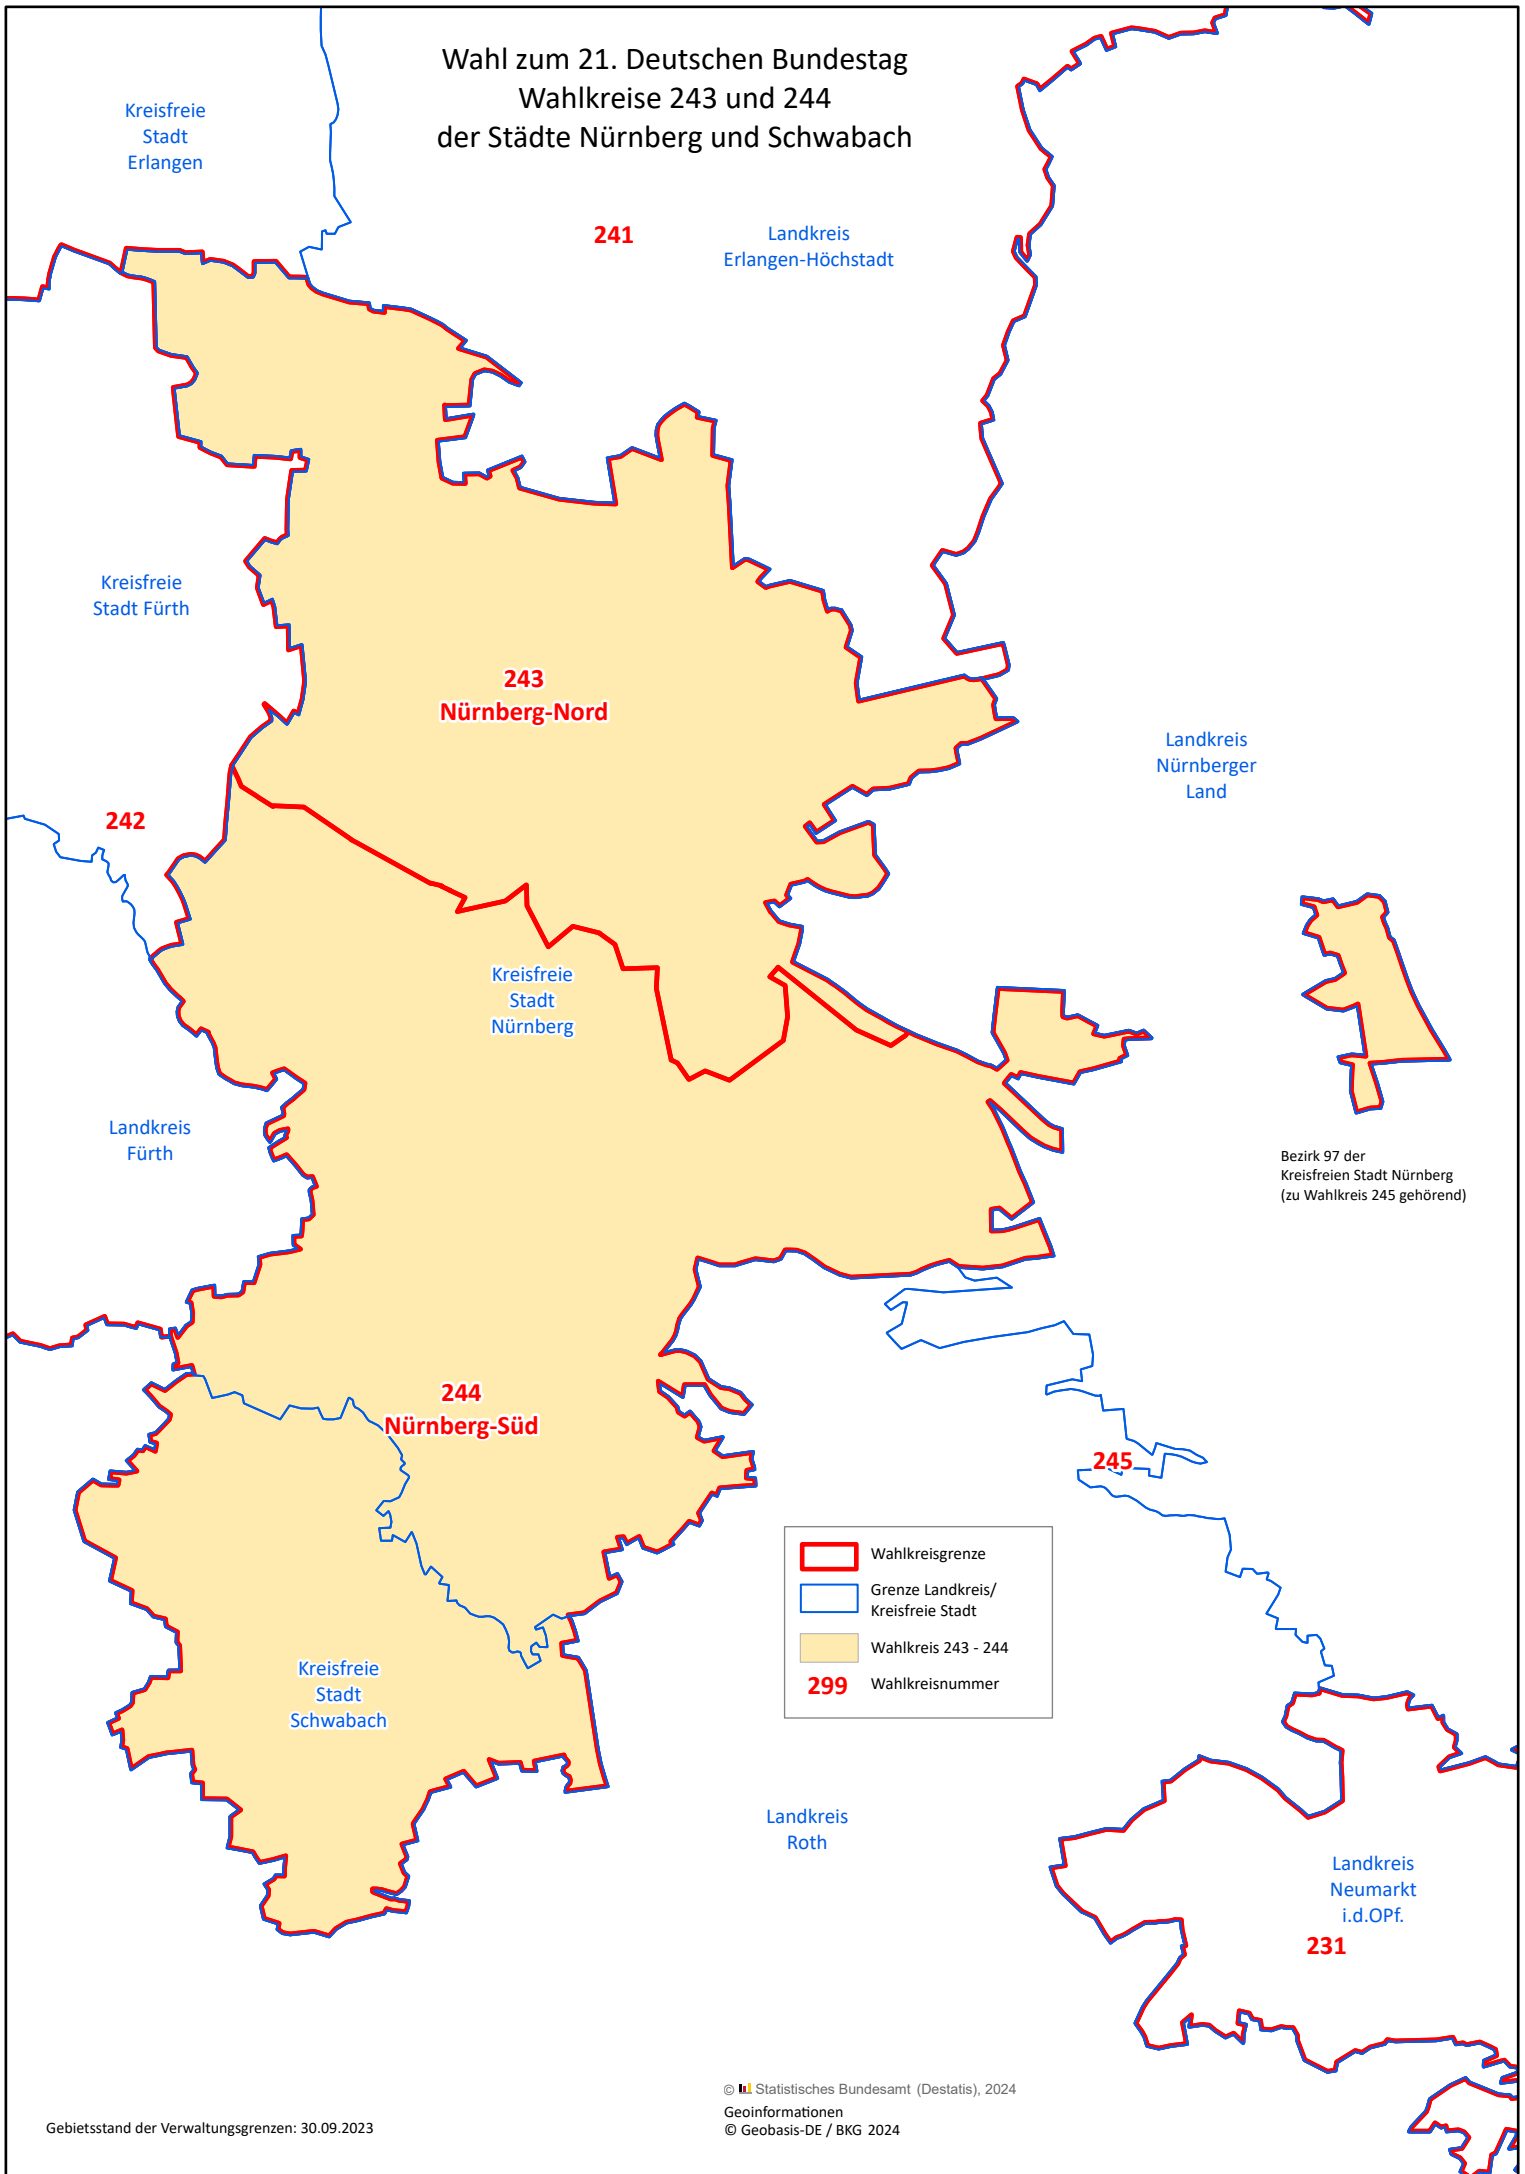 Wahl zum 21. Deutschen Bundestag
Wahlkreise 243 und 244
der Städte Nürnberg und Schwabach
Kreisfreie
Stadt
Erlangen
241
Landkreis
Erlangen-Höchstadt
Kreisfreie
Stadt Fürth
243
Nürnberg-Nord
Landkreis
Nürnberger
Land
242
Kreisfreie
Stadt
Nürnberg
Landkreis
Fürth
Bezirk 97 der
Kreisfreien Stadt Nürnberg
(zu Wahlkreis 245 gehörend)
244
Nürnberg-Süd
245
Wahlkreisgrenze
Grenze Landkreis/
Kreisfreie Stadt
Wahlkreis 243 - 244
299 Wahlkreisnummer
Kreisfreie
Stadt
Schwabach
Landkreis
Roth
Landkreis
Neumarkt
i.d.OPf.
231
© Statistisches Bundesamt (Destatis), 2024
Geoinformationen
© Geobasis-DE / BKG 2024
Gebietsstand der Verwaltungsgrenzen: 30.09.2023